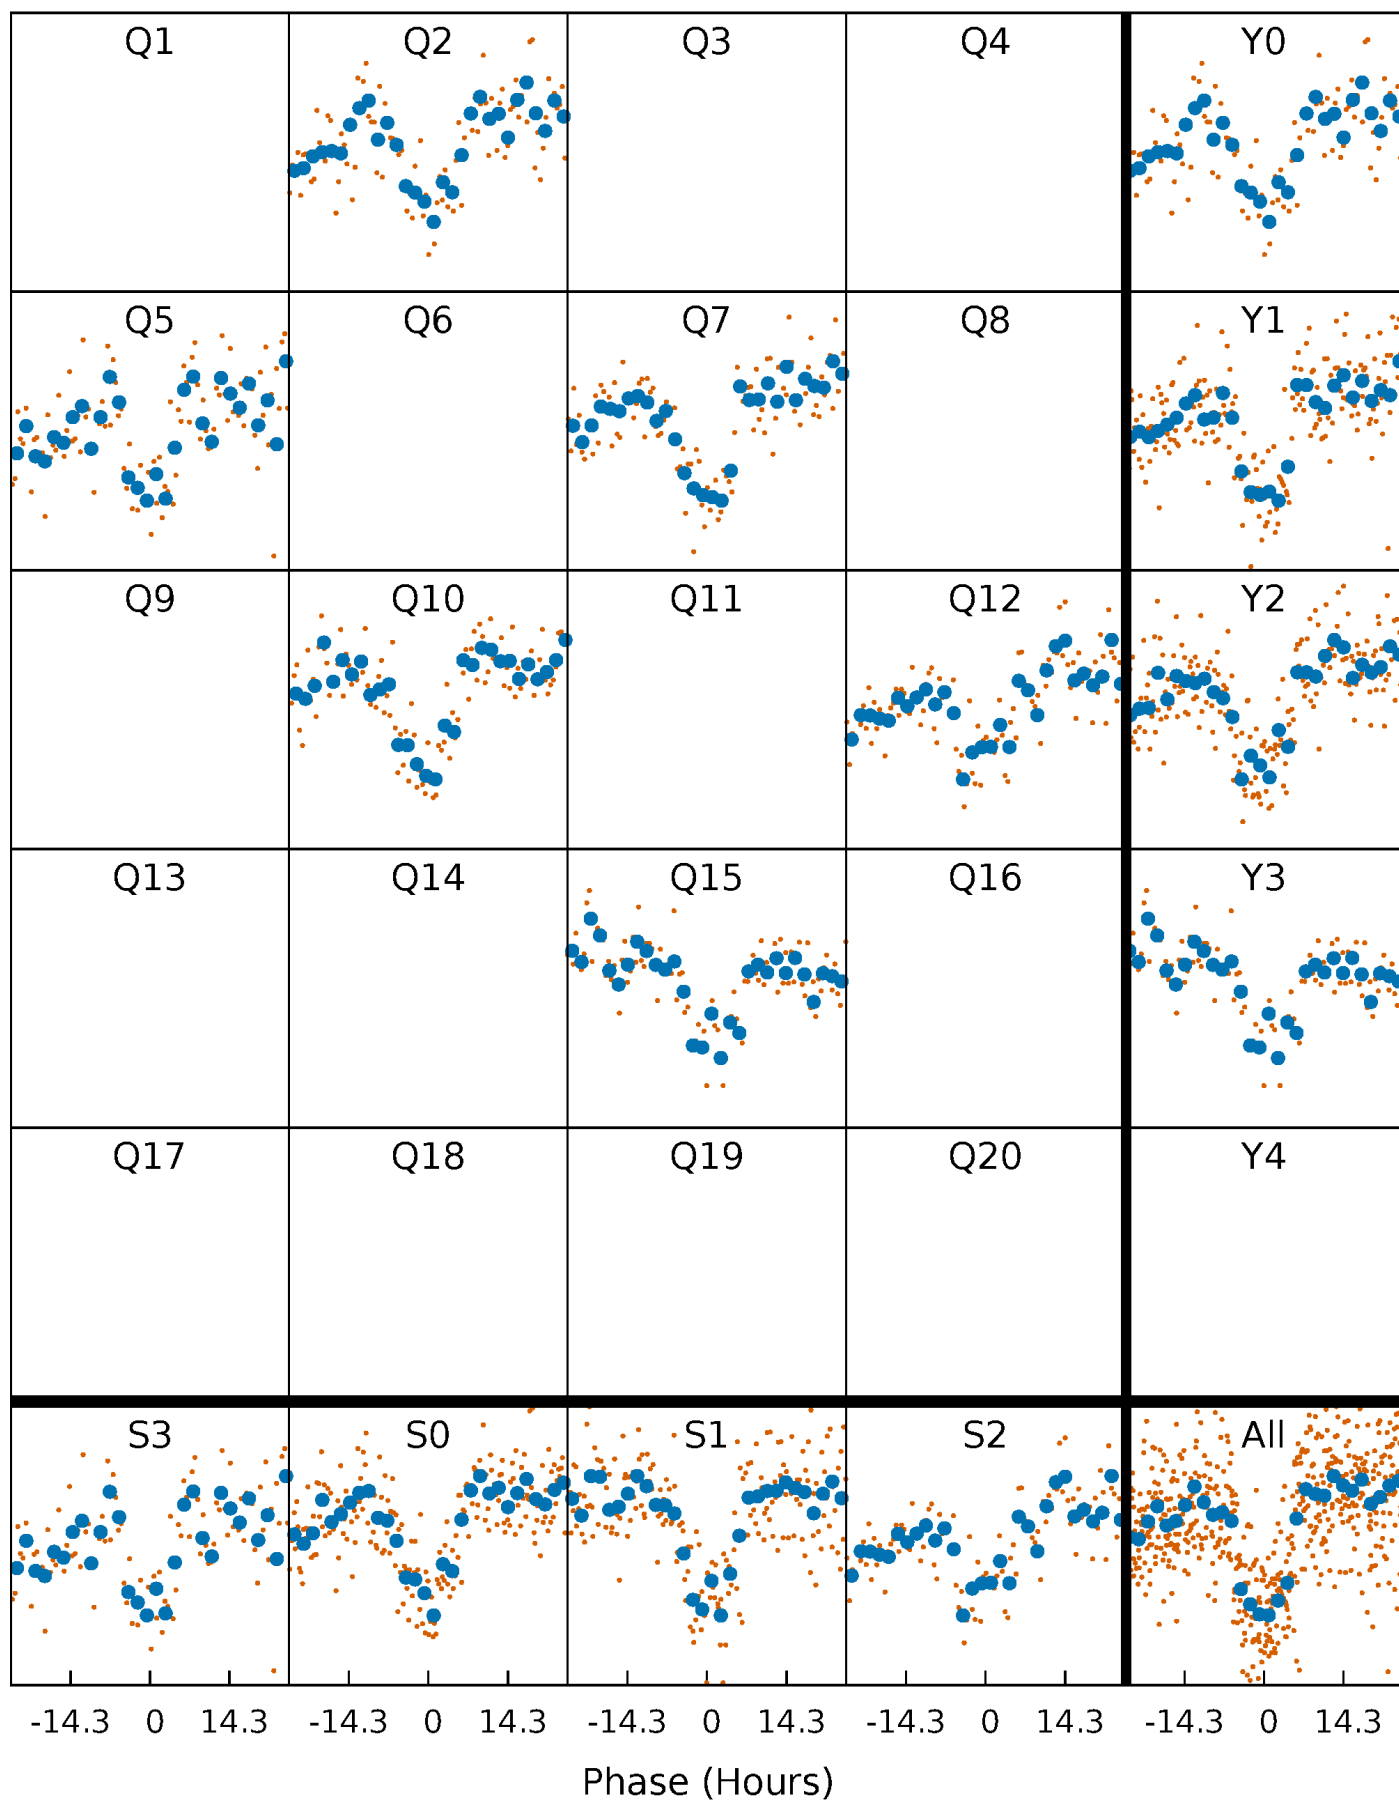 Q1 Q2 Q3 Q4 Y0
Q5 Q6 Q7 Q8 Y1
Q9 Q10 Q11 Q12 Y2
Q13 Q14 Q15 Q16 Y3
Q17 Q18 Q19 Q20 Y4
S3 S0 S1 S2 All
-14.3 0 14.3 -14.3 0 14.3 -14.3 0 14.3 -14.3 0 14.3 -14.3 0 14.3
Phase (Hours)